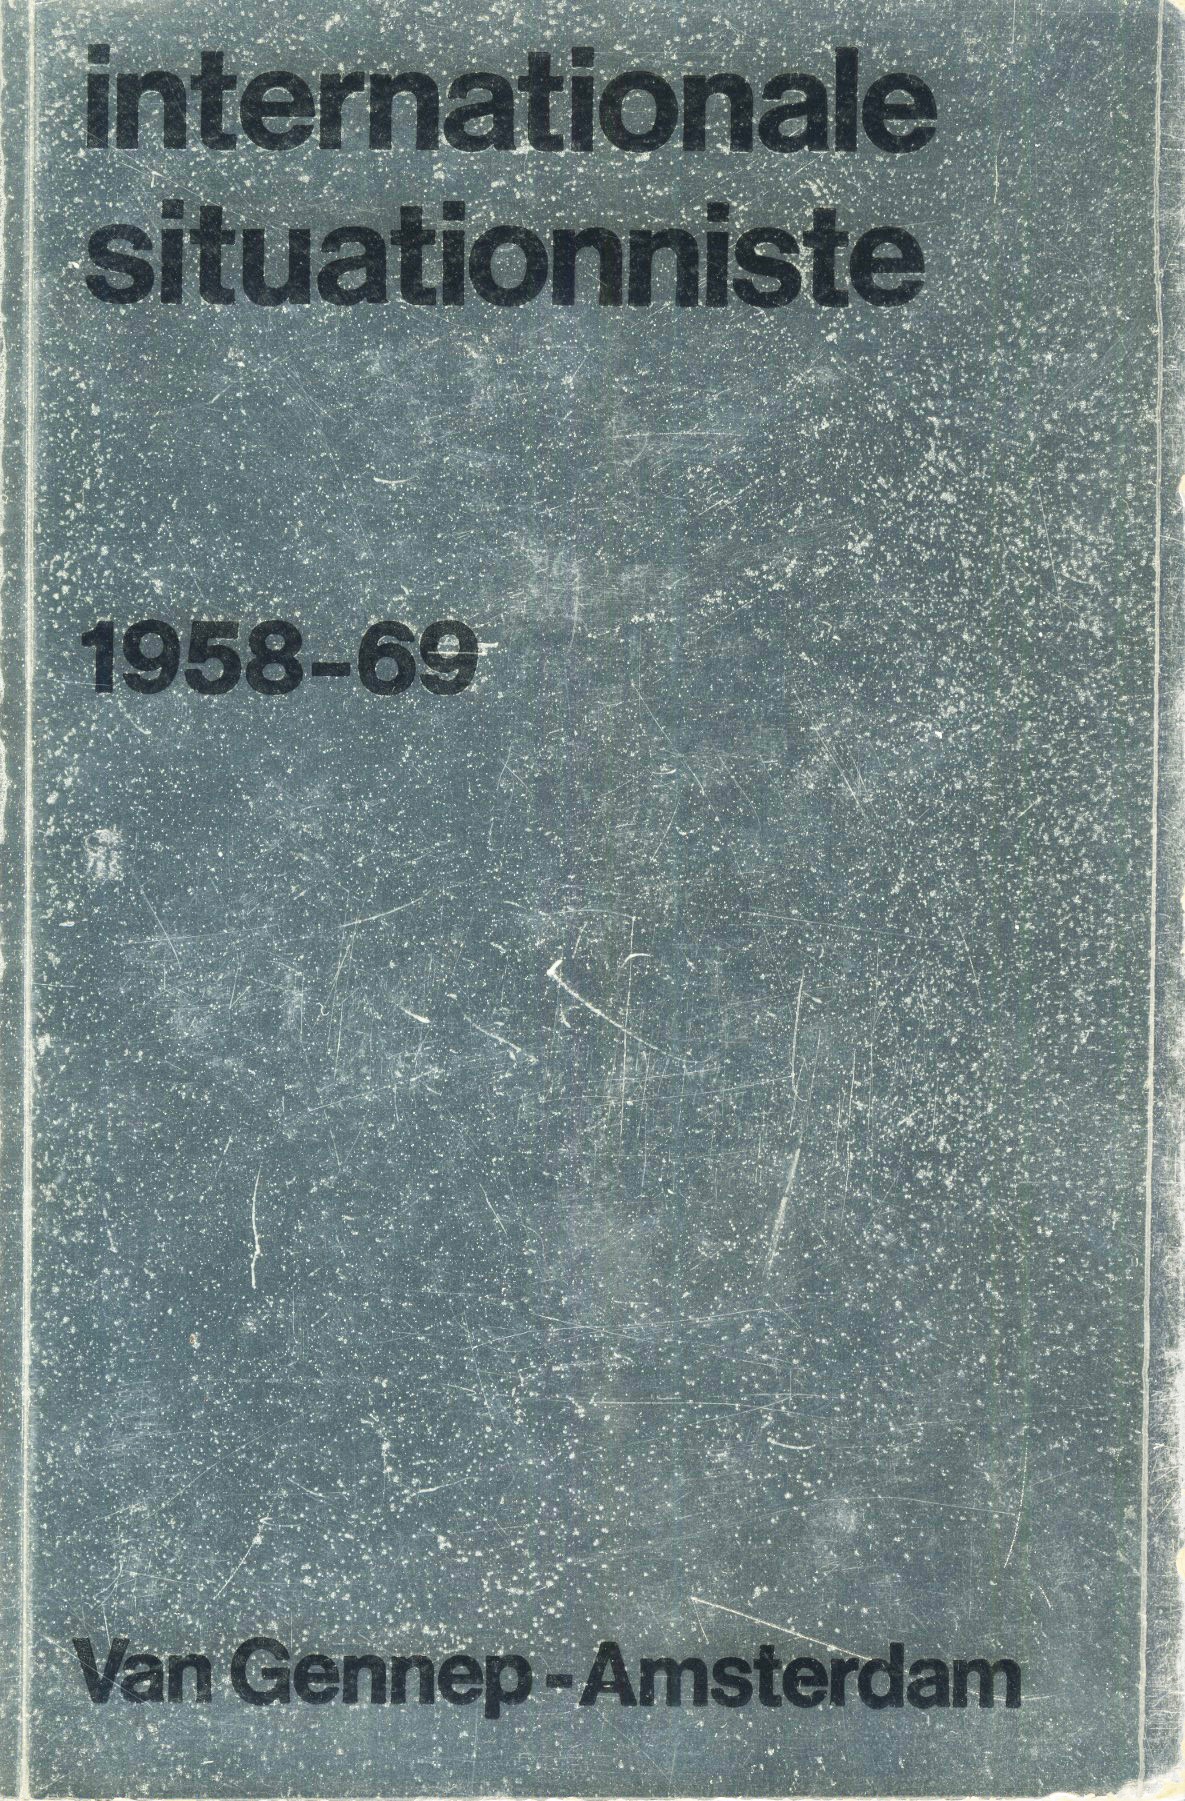 internationale
situationniste
1958-69
Van Gennep - Amsterdam